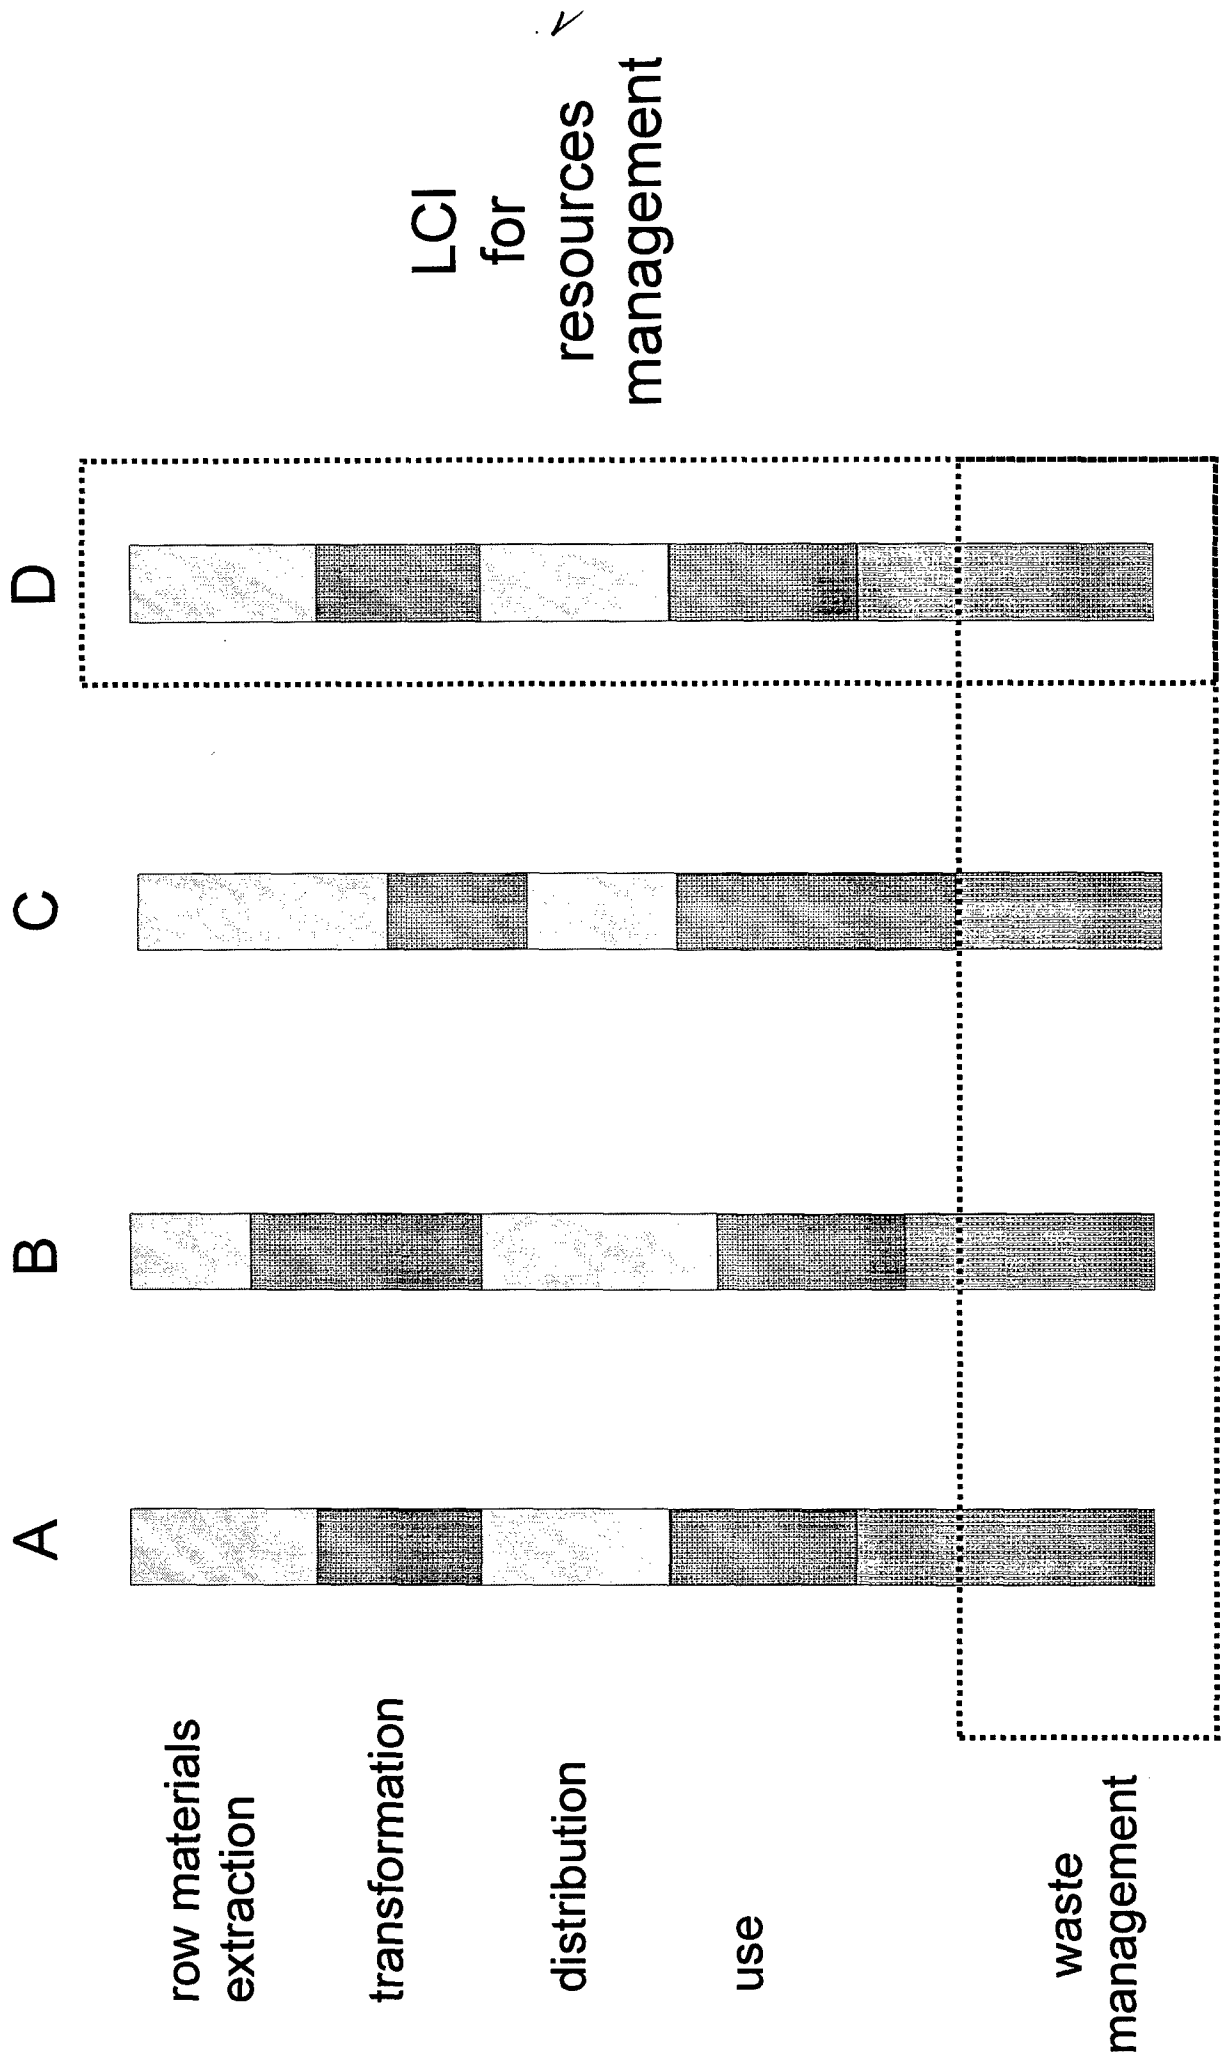 A
B
C
D
row materials
extraction
transformation
distribution
use
waste
management
LCI
for
resources
management